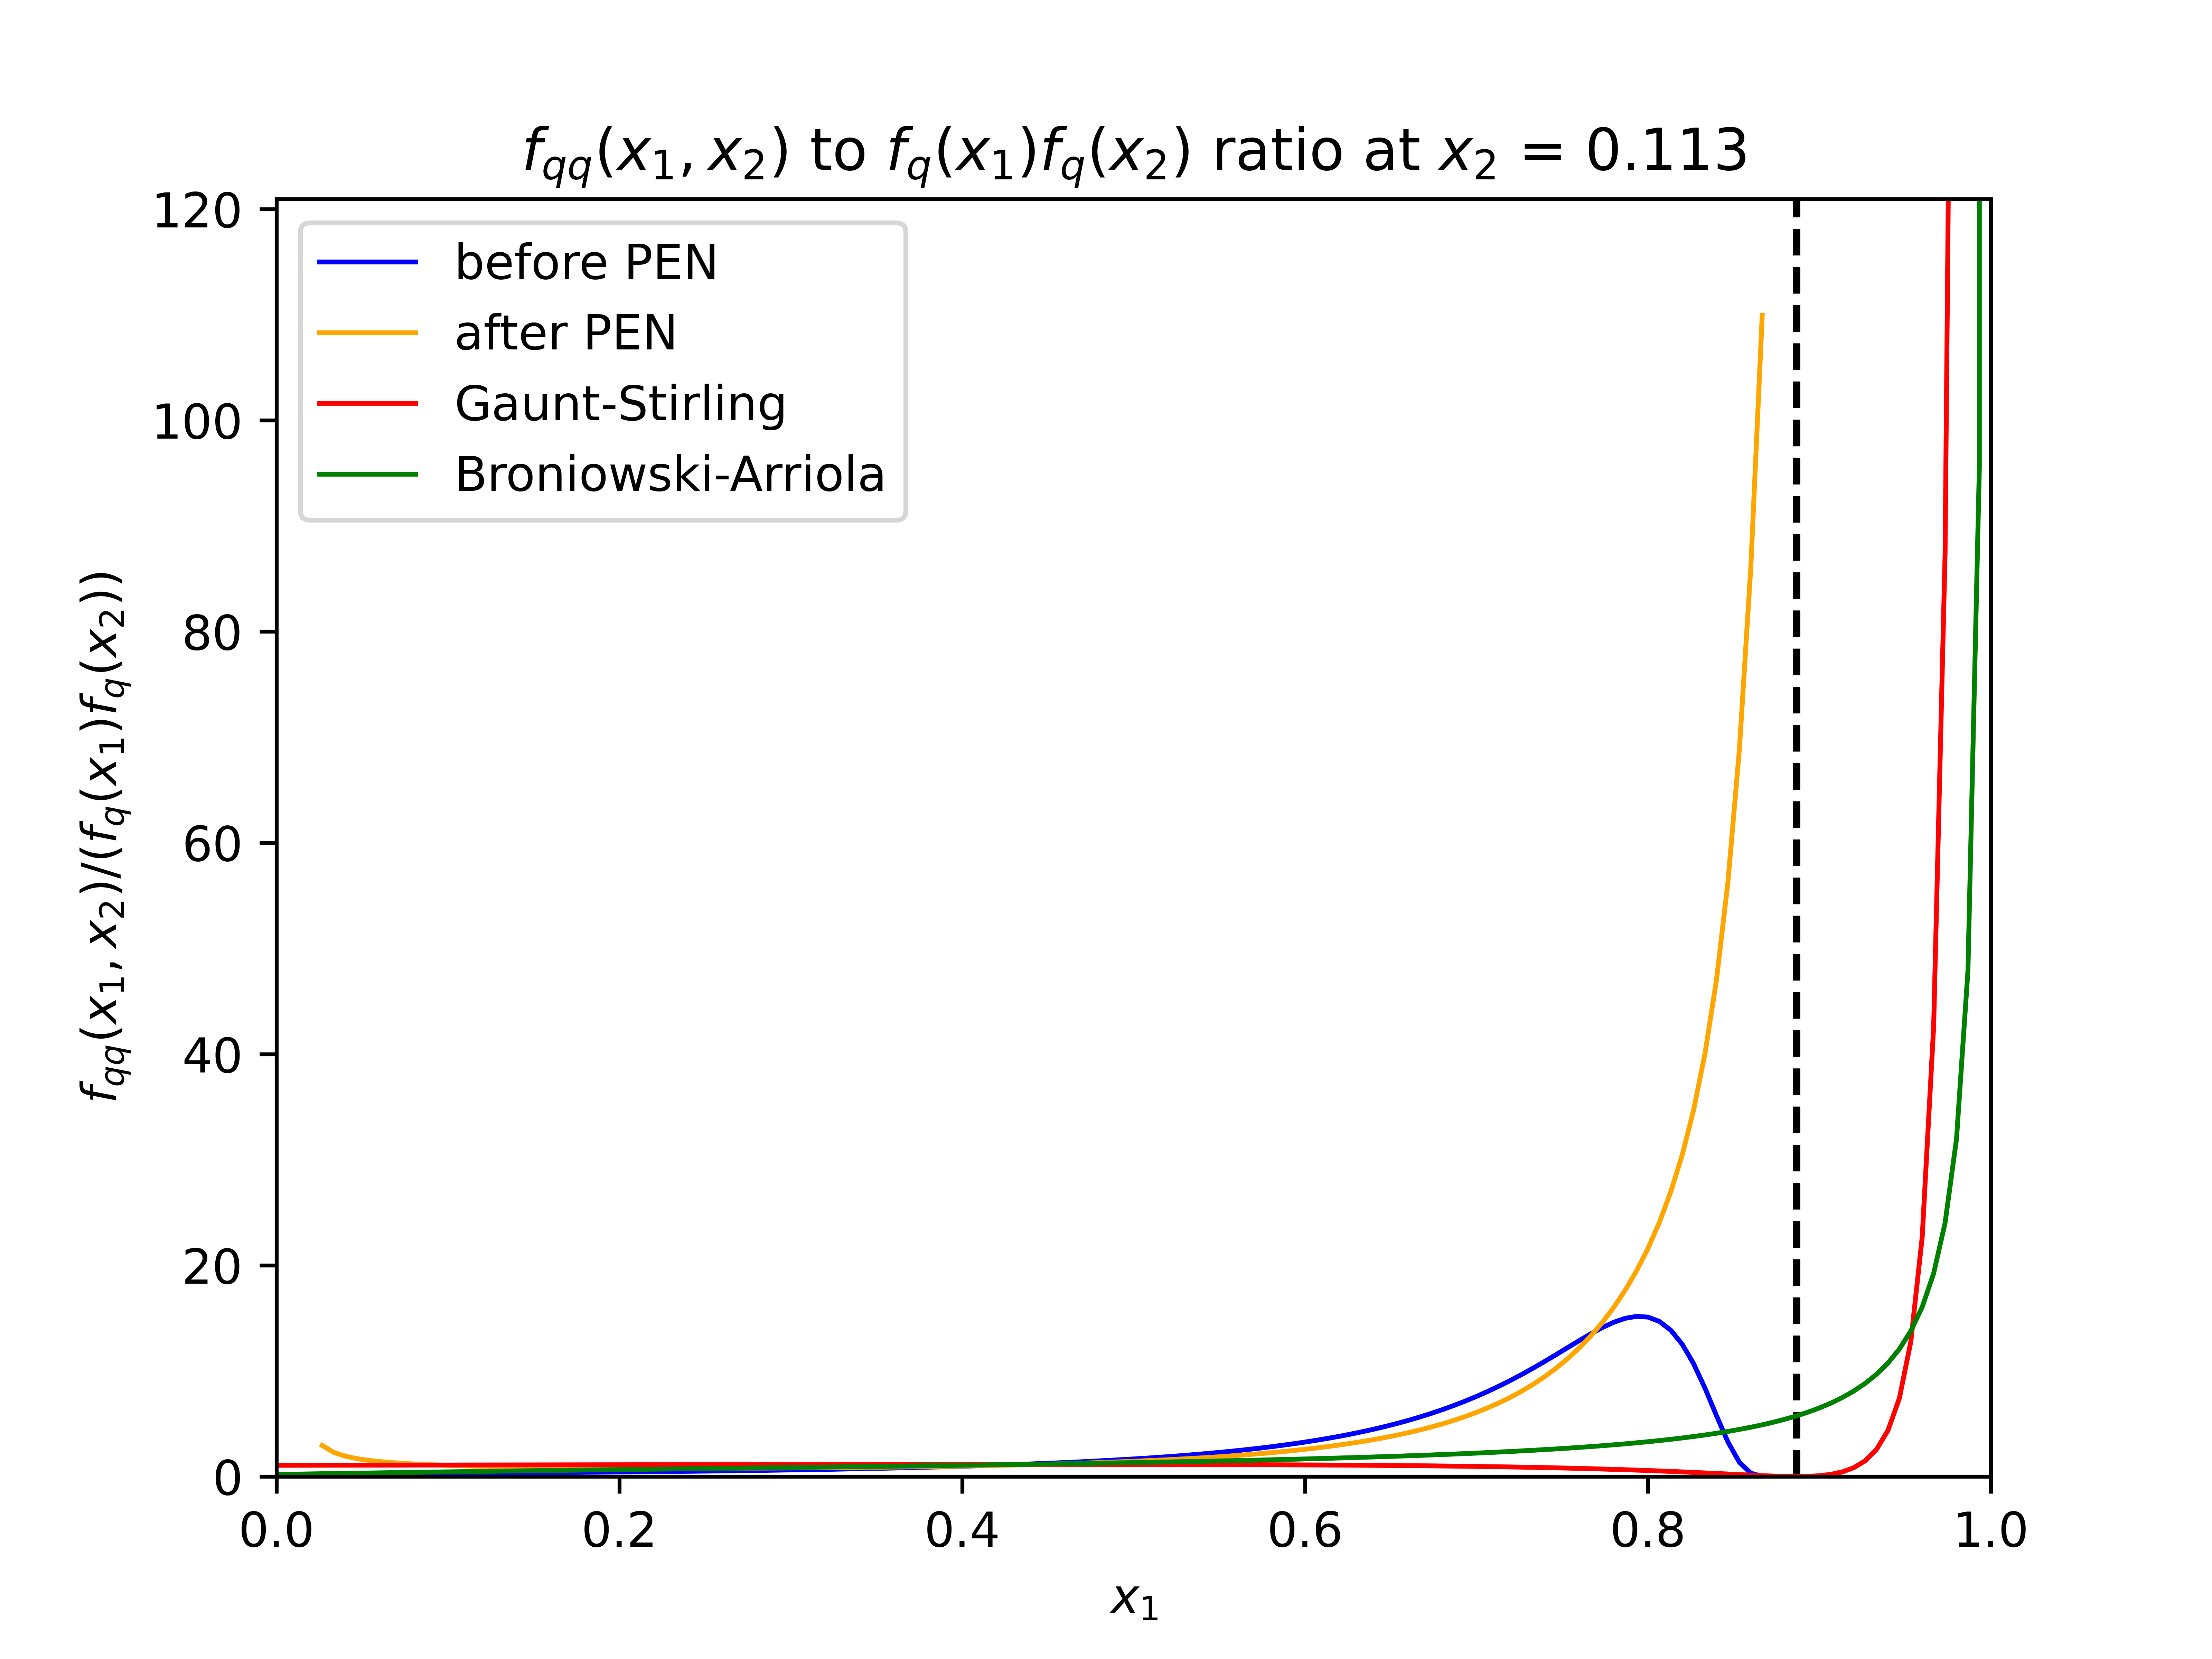 f_qq(x_1, x_2) to f_q(x_1)f_q(x_2) ratio at x_2 = 0.113
before PEN
after PEN
Gaunt-Stirling
Broniowski-Arriola
f_qq(x_1, x_2)/(f_q(x_1)f_q(x_2))
120
100
80
60
40
20
0
0.0 0.2 0.4 0.6 0.8 1.0
x_1